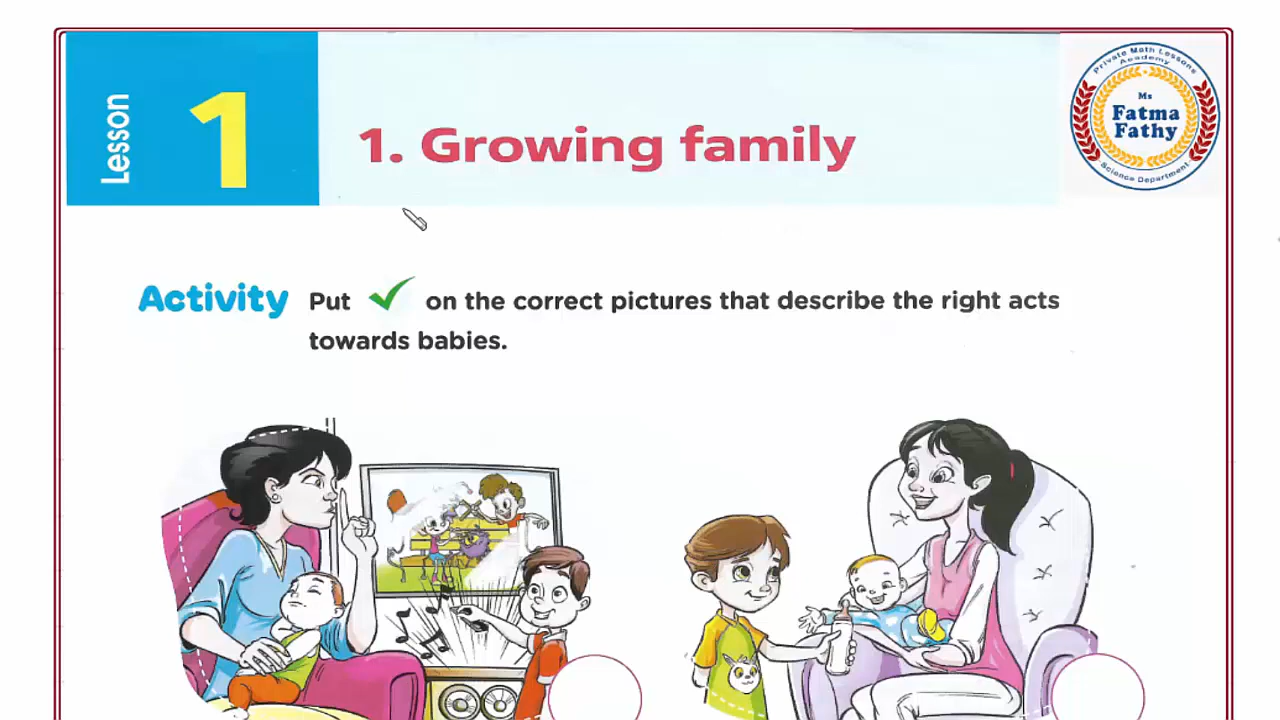 Lesson 1
1. Growing family
Private Math Lessons
Academy
Ms
Fatma
Fathy
Science Department
Activity Put on the correct pictures that describe the right acts
towards babies.